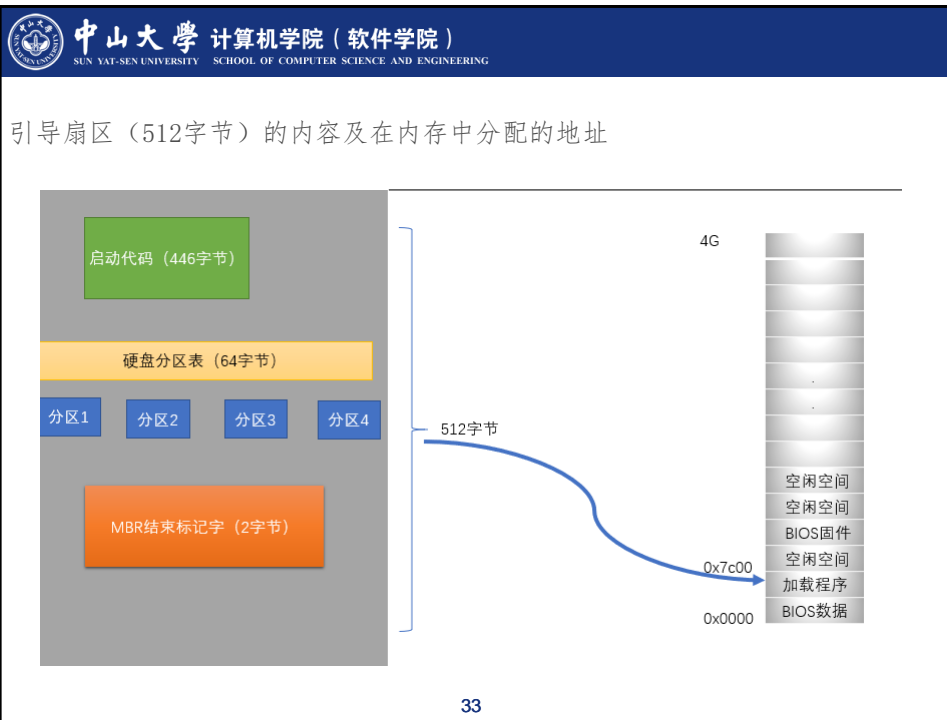 中山大學 计算机学院（软件学院）
SUN YAT-SEN UNIVERSITY SCHOOL OF COMPUTER SCIENCE AND ENGINEERING
引导扇区（512字节）的内容及在内存中分配的地址
启动代码（446字节）
硬盘分区表（64字节）
分区1
分区2
分区3
分区4
MBR结束标记字（2字节）
512字节
4G
.
.
空闲空间
空闲空间
BIOS固件
空闲空间
0x7c00
加载程序
0x0000
BIOS数据
33